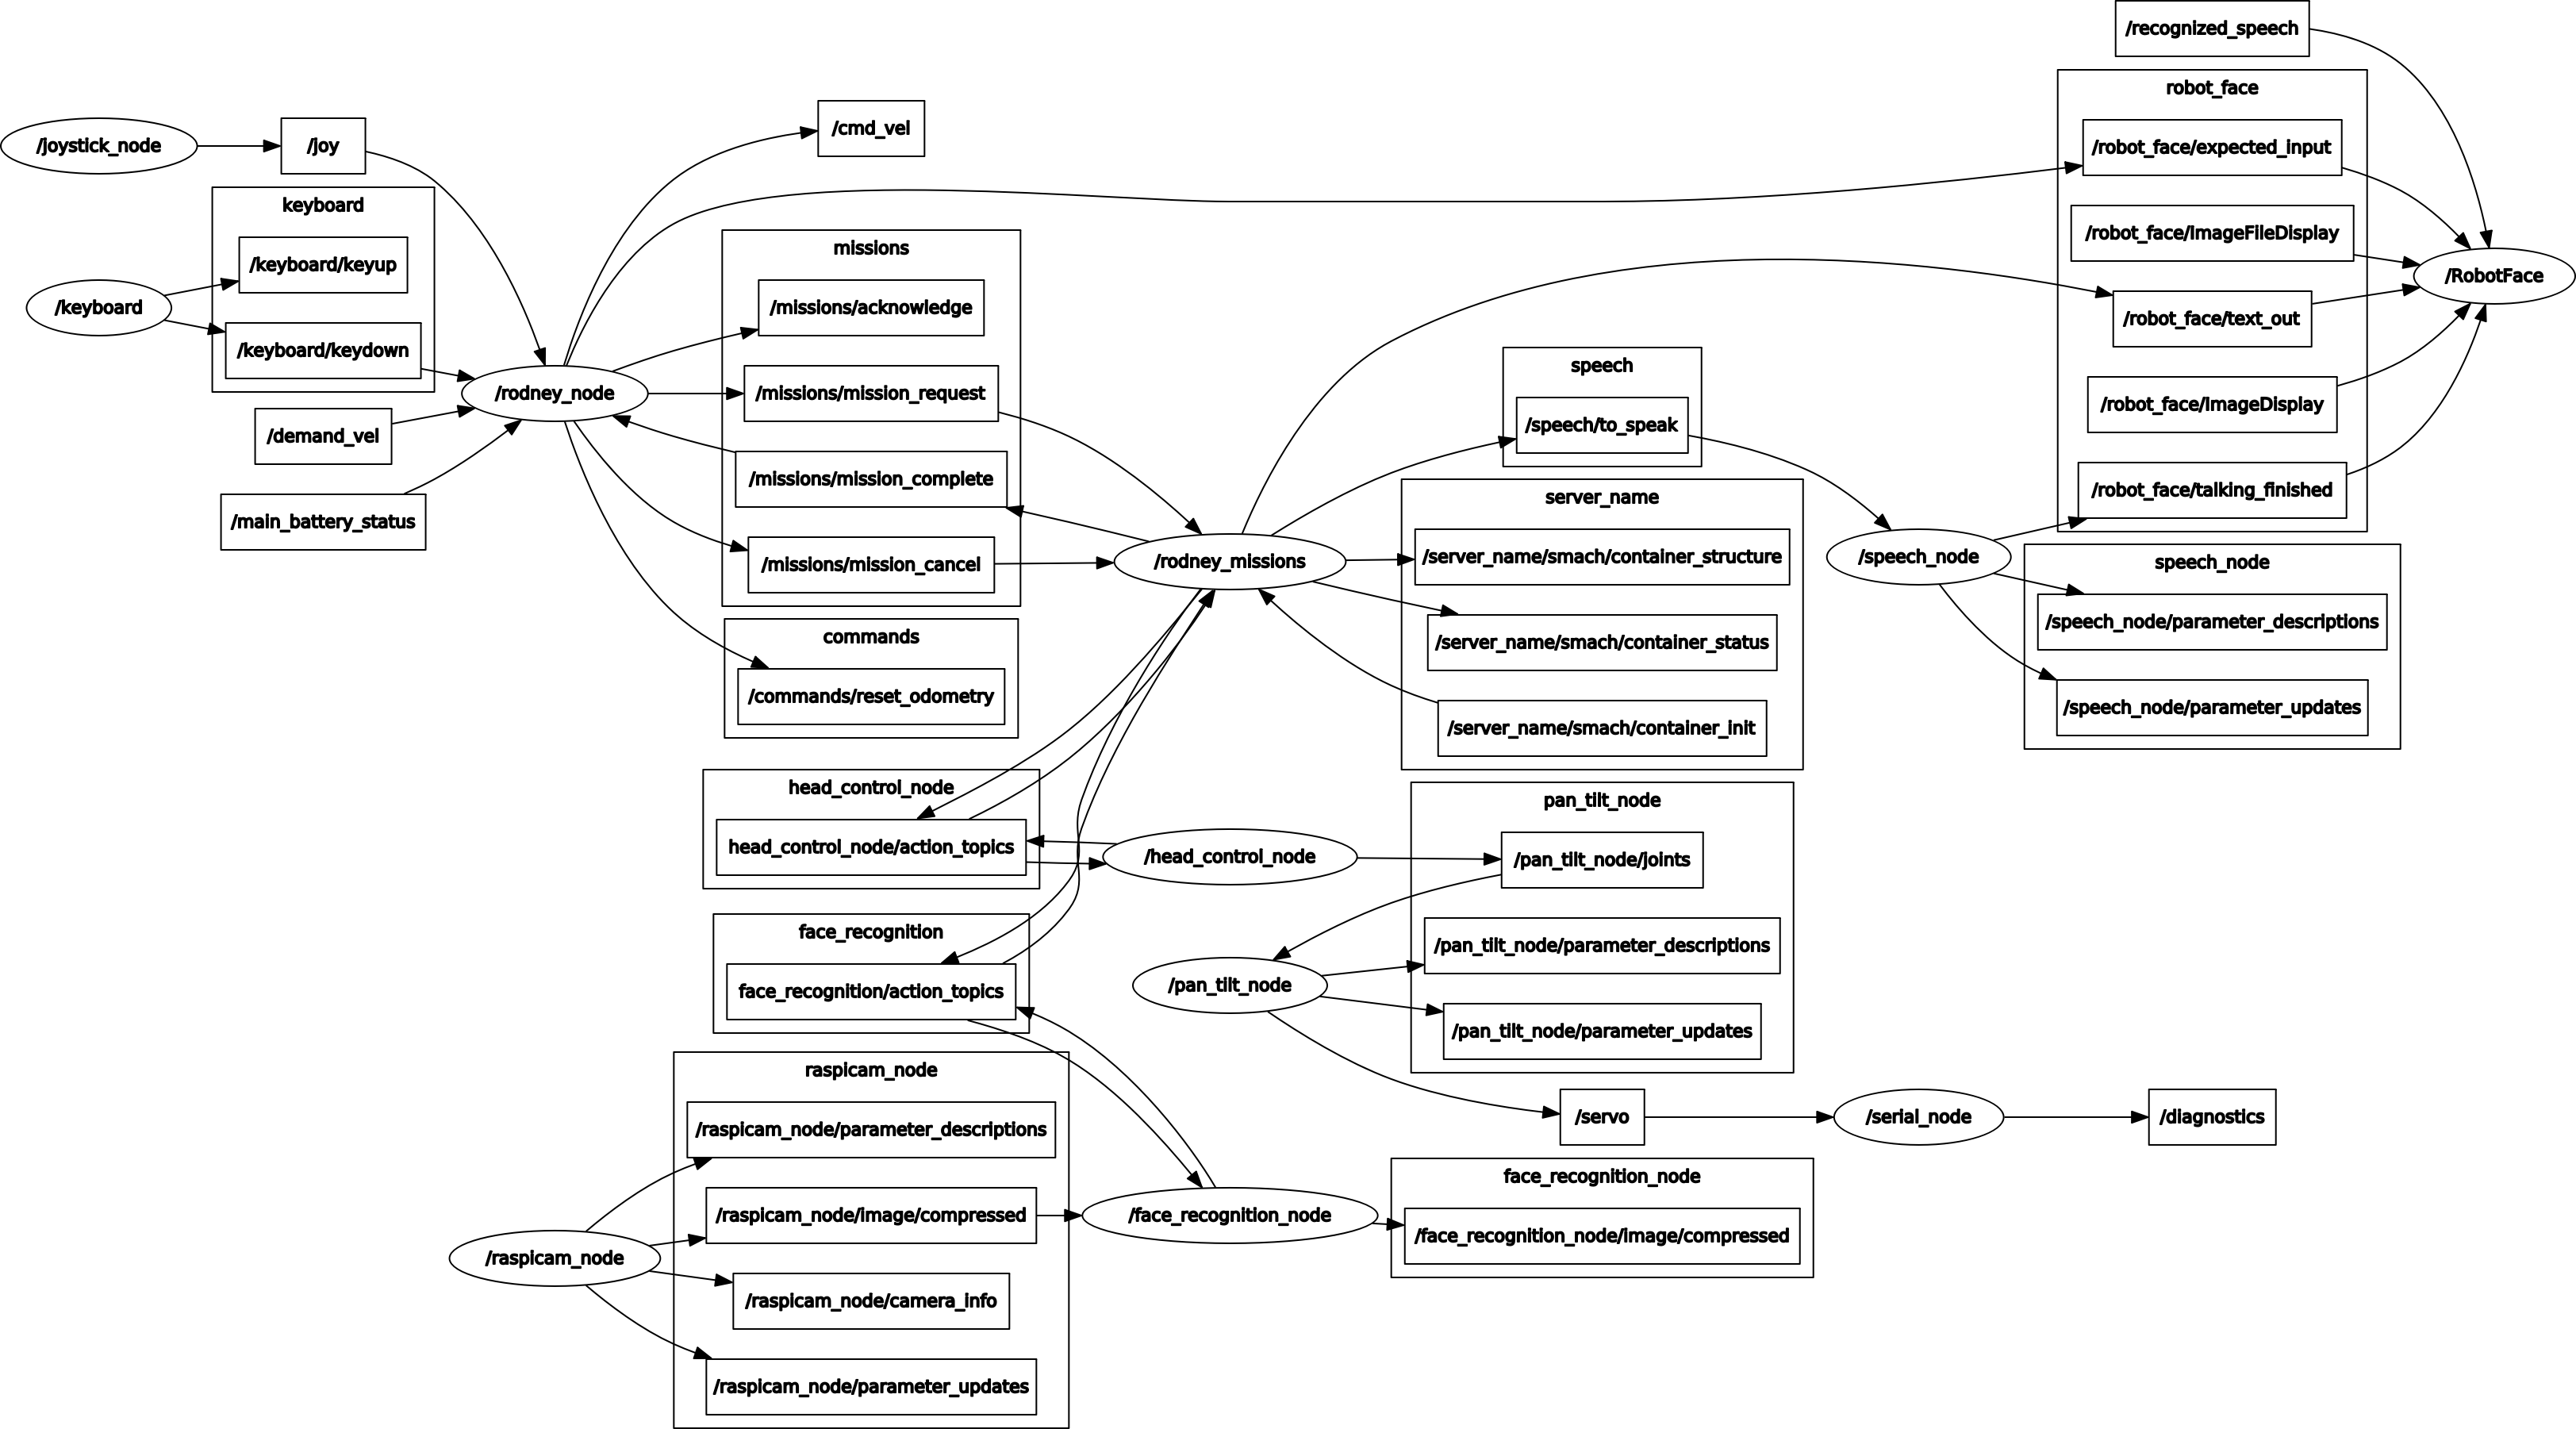 /recognized_speech
robot_face
/joystick_node
/joy
/cmd_vel
/robot_face/expected_input
keyboard
/keyboard/keyup
missions
/robot_face/ImageFileDisplay
/RobotFace
/keyboard
/missions/acknowledge
/robot_face/text_out
/keyboard/keydown
/rodney_node
/missions/mission_request
speech
/robot_face/ImageDisplay
/demand_vel
/speech/to_speak
/main_battery_status
/missions/mission_complete
server_name
/robot_face/talking_finished
/missions/mission_cancel
/rodney_missions
/server_name/smach/container_structure
/speech_node
speech_node
commands
/server_name/smach/container_status
/speech_node/parameter_descriptions
/commands/reset_odometry
/server_name/smach/container_init
/speech_node/parameter_updates
head_control_node
pan_tilt_node
head_control_node/action_topics
/head_control_node
/pan_tilt_node/joints
face_recognition
/pan_tilt_node/parameter_descriptions
face_recognition/action_topics
/pan_tilt_node
/pan_tilt_node/parameter_updates
raspicam_node
/servo
/serial_node
/diagnostics
/raspicam_node/parameter_descriptions
face_recognition_node
/raspicam_node/image/compressed
/face_recognition_node
/face_recognition_node/image/compressed
/raspicam_node
/raspicam_node/camera_info
/raspicam_node/parameter_updates